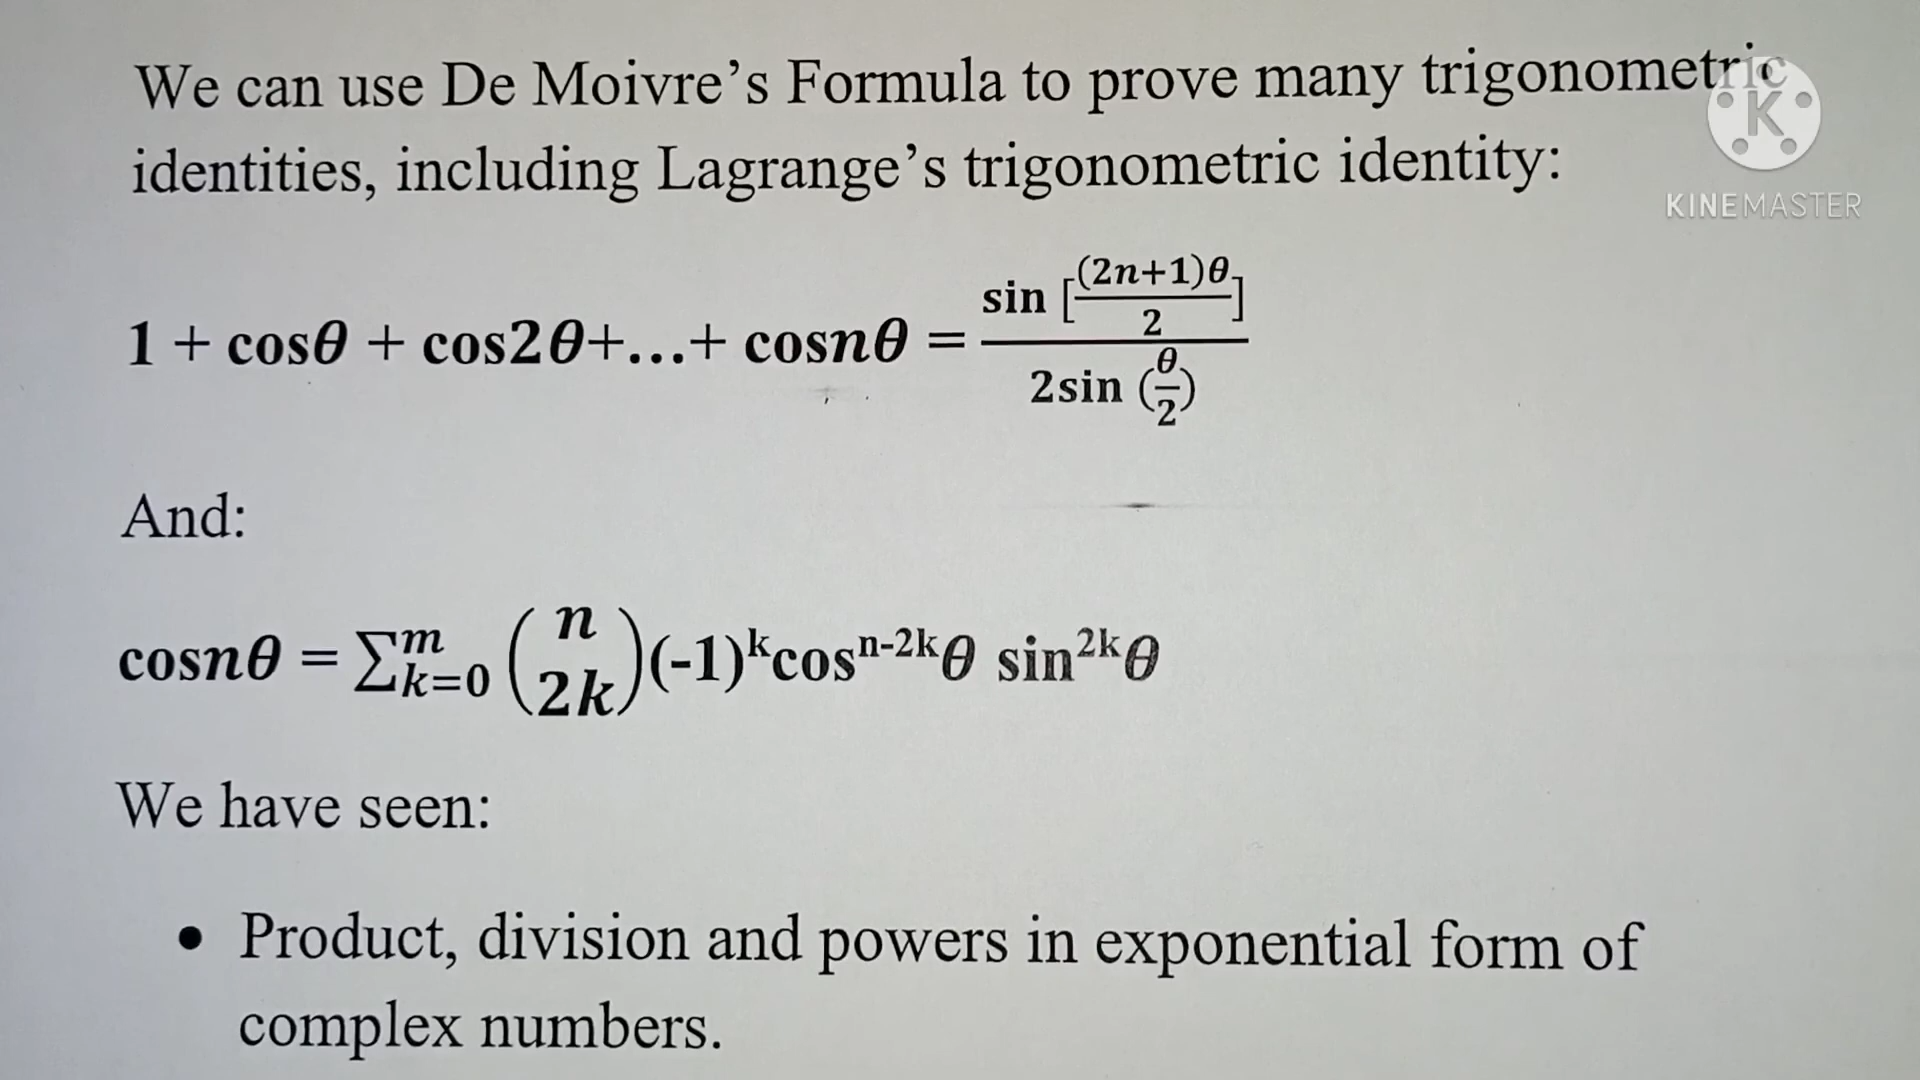 We can use De Moivre’s Formula to prove many trigonometric
identities, including Lagrange’s trigonometric identity:
K
KINEMASTER
1 + cosθ + cos2θ+...+ cosnθ = sin [(2n+1)θ/2] / 2sin (θ/2)
And:
cosnθ = ∑ᵐₖ₌₀ (n 2k)(-1)ᵏcosⁿ⁻²ᵏθ sin²ᵏθ
We have seen:
• Product, division and powers in exponential form of
complex numbers.